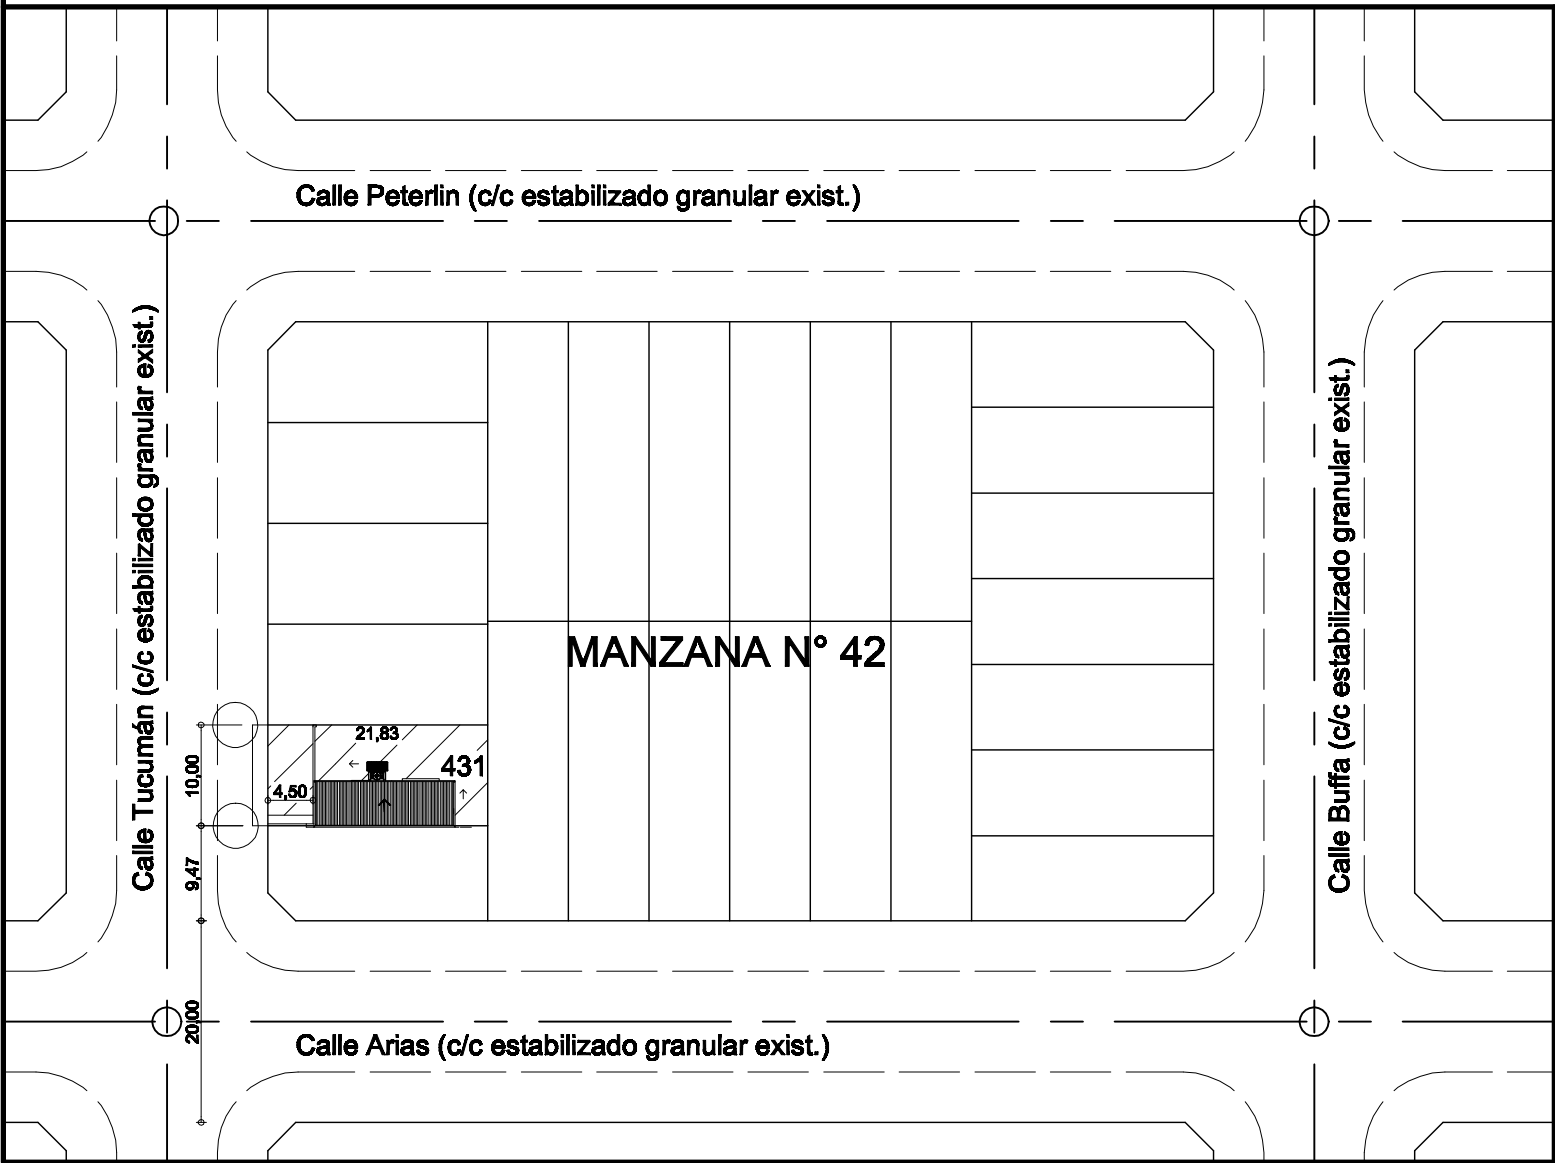 Calle Peterlin (c/c estabilizado granular exist.)
Calle Tucumán (c/c estabilizado granular exist.)
Calle Buffa (c/c estabilizado granular exist.)
MANZANA N° 42
21,83
431
10,00
4,50
9,47
20,00
Calle Arias (c/c estabilizado granular exist.)